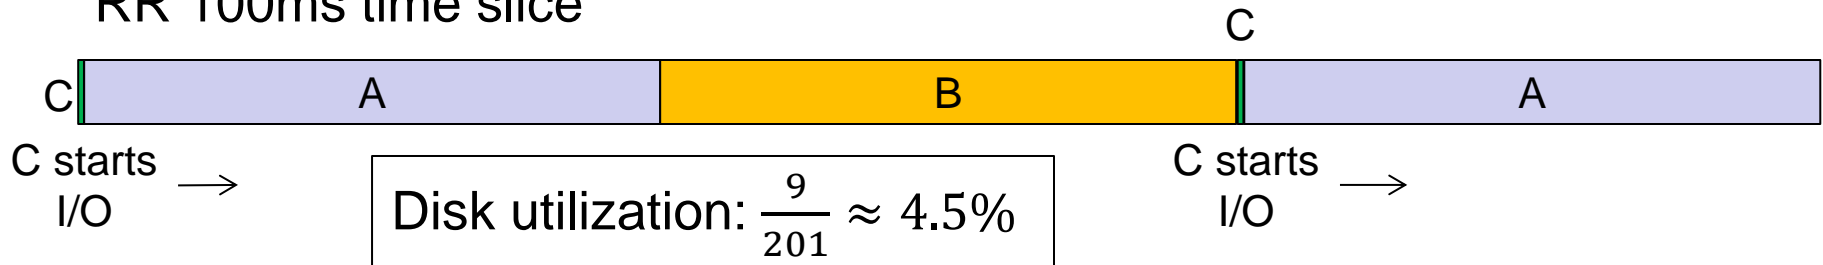 RR 100ms time slice
C
C A B A
C starts
I/O →
C starts
I/O →
Disk utilization: 9/201 ≈ 4.5%